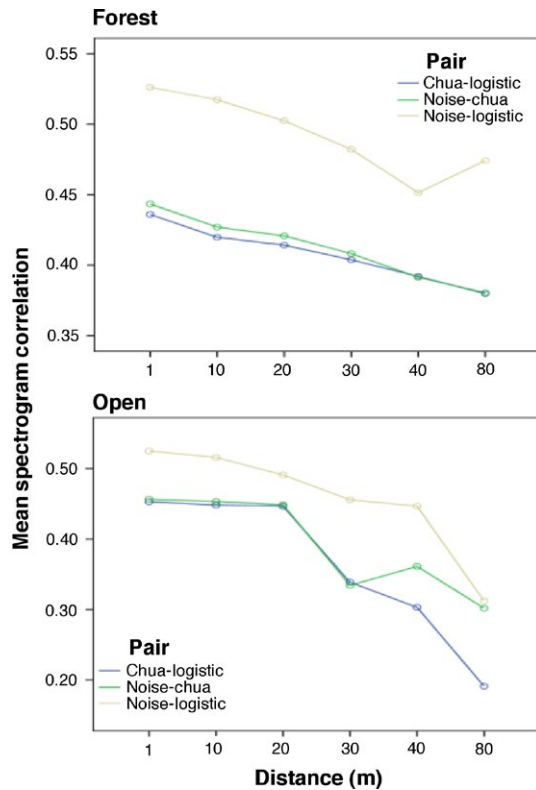 Forest
0.55
0.50
0.45
0.40
0.35
Pair
Chua-logistic
Noise-chua
Noise-logistic
1 10 20 30 40 80
Mean spectrogram correlation
Open
0.50
0.40
0.30
0.20
Pair
Chua-logistic
Noise-chua
Noise-logistic
1 10 20 30 40 80
Distance (m)